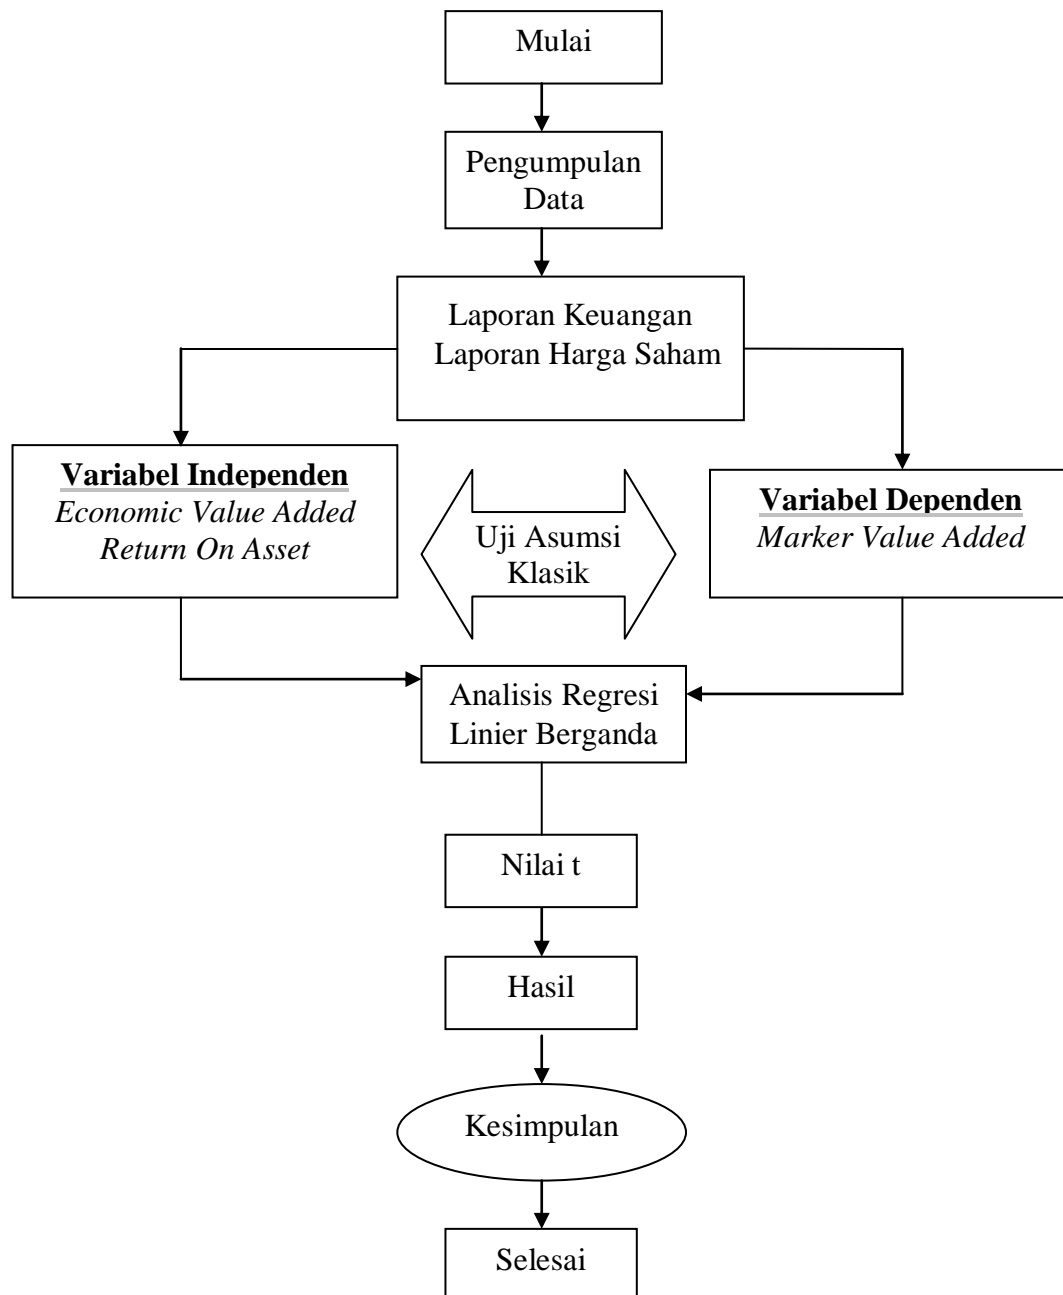 Mulai
Pengumpulan
Data
Laporan Keuangan
Laporan Harga Saham
Variabel Independen
Economic Value Added
Return On Asset
Uji Asumsi
Klasik
Variabel Dependen
Marker Value Added
Analisis Regresi
Linier Berganda
Nilai t
Hasil
Kesimpulan
Selesai